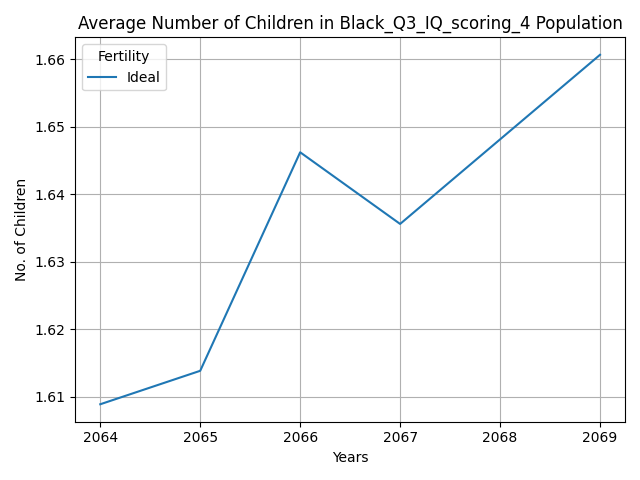 Average Number of Children in Black_Q3_IQ_scoring_4 Population
Fertility
Ideal
1.66
1.65
1.64
1.63
1.62
1.61
No. of Children
2064 2065 2066 2067 2068 2069
Years